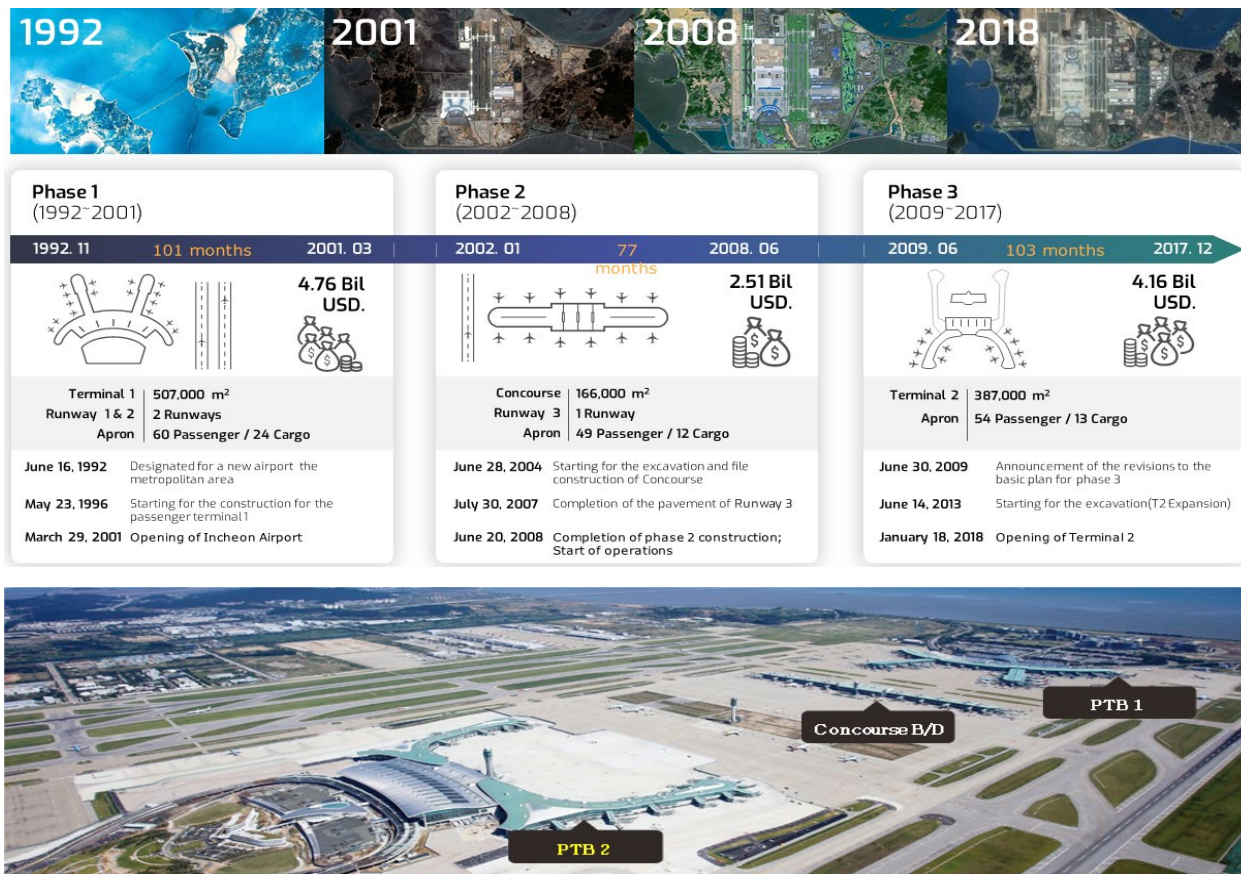 1992
2001
2008
2018
Phase 1
(1992~2001)
1992. 11
101 months
2001. 03
4.76 Bil
USD.
Terminal 1
507,000 m²
Runway 1 & 2
2 Runways
Apron
60 Passenger / 24 Cargo
June 16, 1992
Designated for a new airport the
metropolitan area
May 23, 1996
Starting for the construction for the
passenger terminal 1
March 29, 2001
Opening of Incheon Airport
Phase 2
(2002~2008)
2002. 01
77
months
2008. 06
2.51 Bil
USD.
Concourse
166,000 m²
Runway 3
1 Runway
Apron
49 Passenger / 12 Cargo
June 28, 2004
Starting for the excavation and file
construction of Concourse
July 30, 2007
Completion of the pavement of Runway 3
June 20, 2008
Completion of phase 2 construction;
Start of operations
Phase 3
(2009~2017)
2009. 06
103 months
2017. 12
4.16 Bil
USD.
Terminal 2
387,000 m²
Apron
54 Passenger / 13 Cargo
June 30, 2009
Announcement of the revisions to the
basic plan for phase 3
June 14, 2013
Starting for the excavation(T2 Expansion)
January 18, 2018
Opening of Terminal 2
PTB 1
Concourse B/D
PTB 2